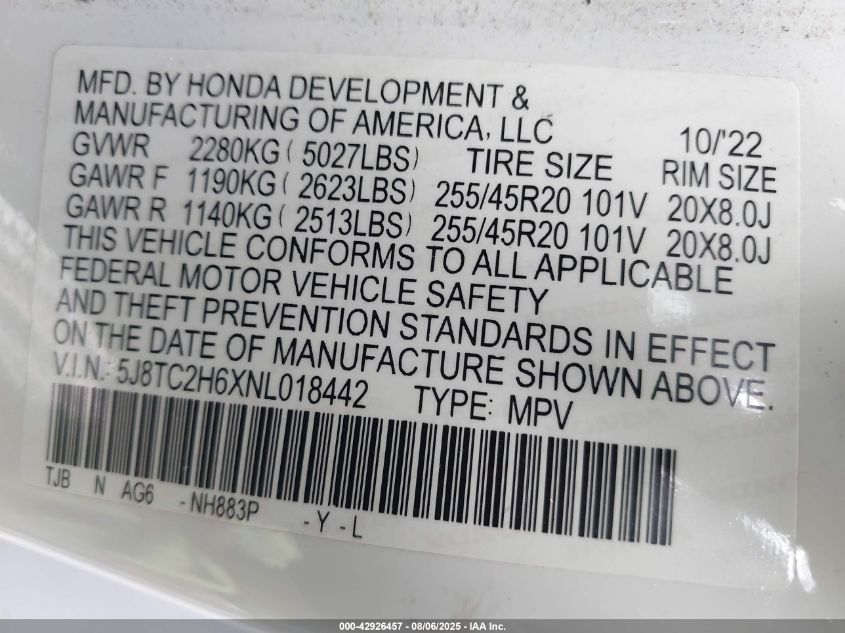 MFD. BY HONDA DEVELOPMENT &
MANUFACTURING OF AMERICA, LLC 10/'22
GVWR 2280KG ( 5027LBS) TIRE SIZE RIM SIZE
GAWR F 1190KG ( 2623LBS) 255/45R20 101V 20X8.0J
GAWR R 1140KG ( 2513LBS) 255/45R20 101V 20X8.0J
THIS VEHICLE CONFORMS TO ALL APPLICABLE
FEDERAL MOTOR VEHICLE SAFETY
AND THEFT PREVENTION STANDARDS IN EFFECT
ON THE DATE OF MANUFACTURE SHOWN ABOVE.
V.I.N.: 5J8TC2H6XNL018442 TYPE: MPV
TJB N AG6 -NH883P -Y-L
000-42926457 - 08/06/2025 - IAA Inc.